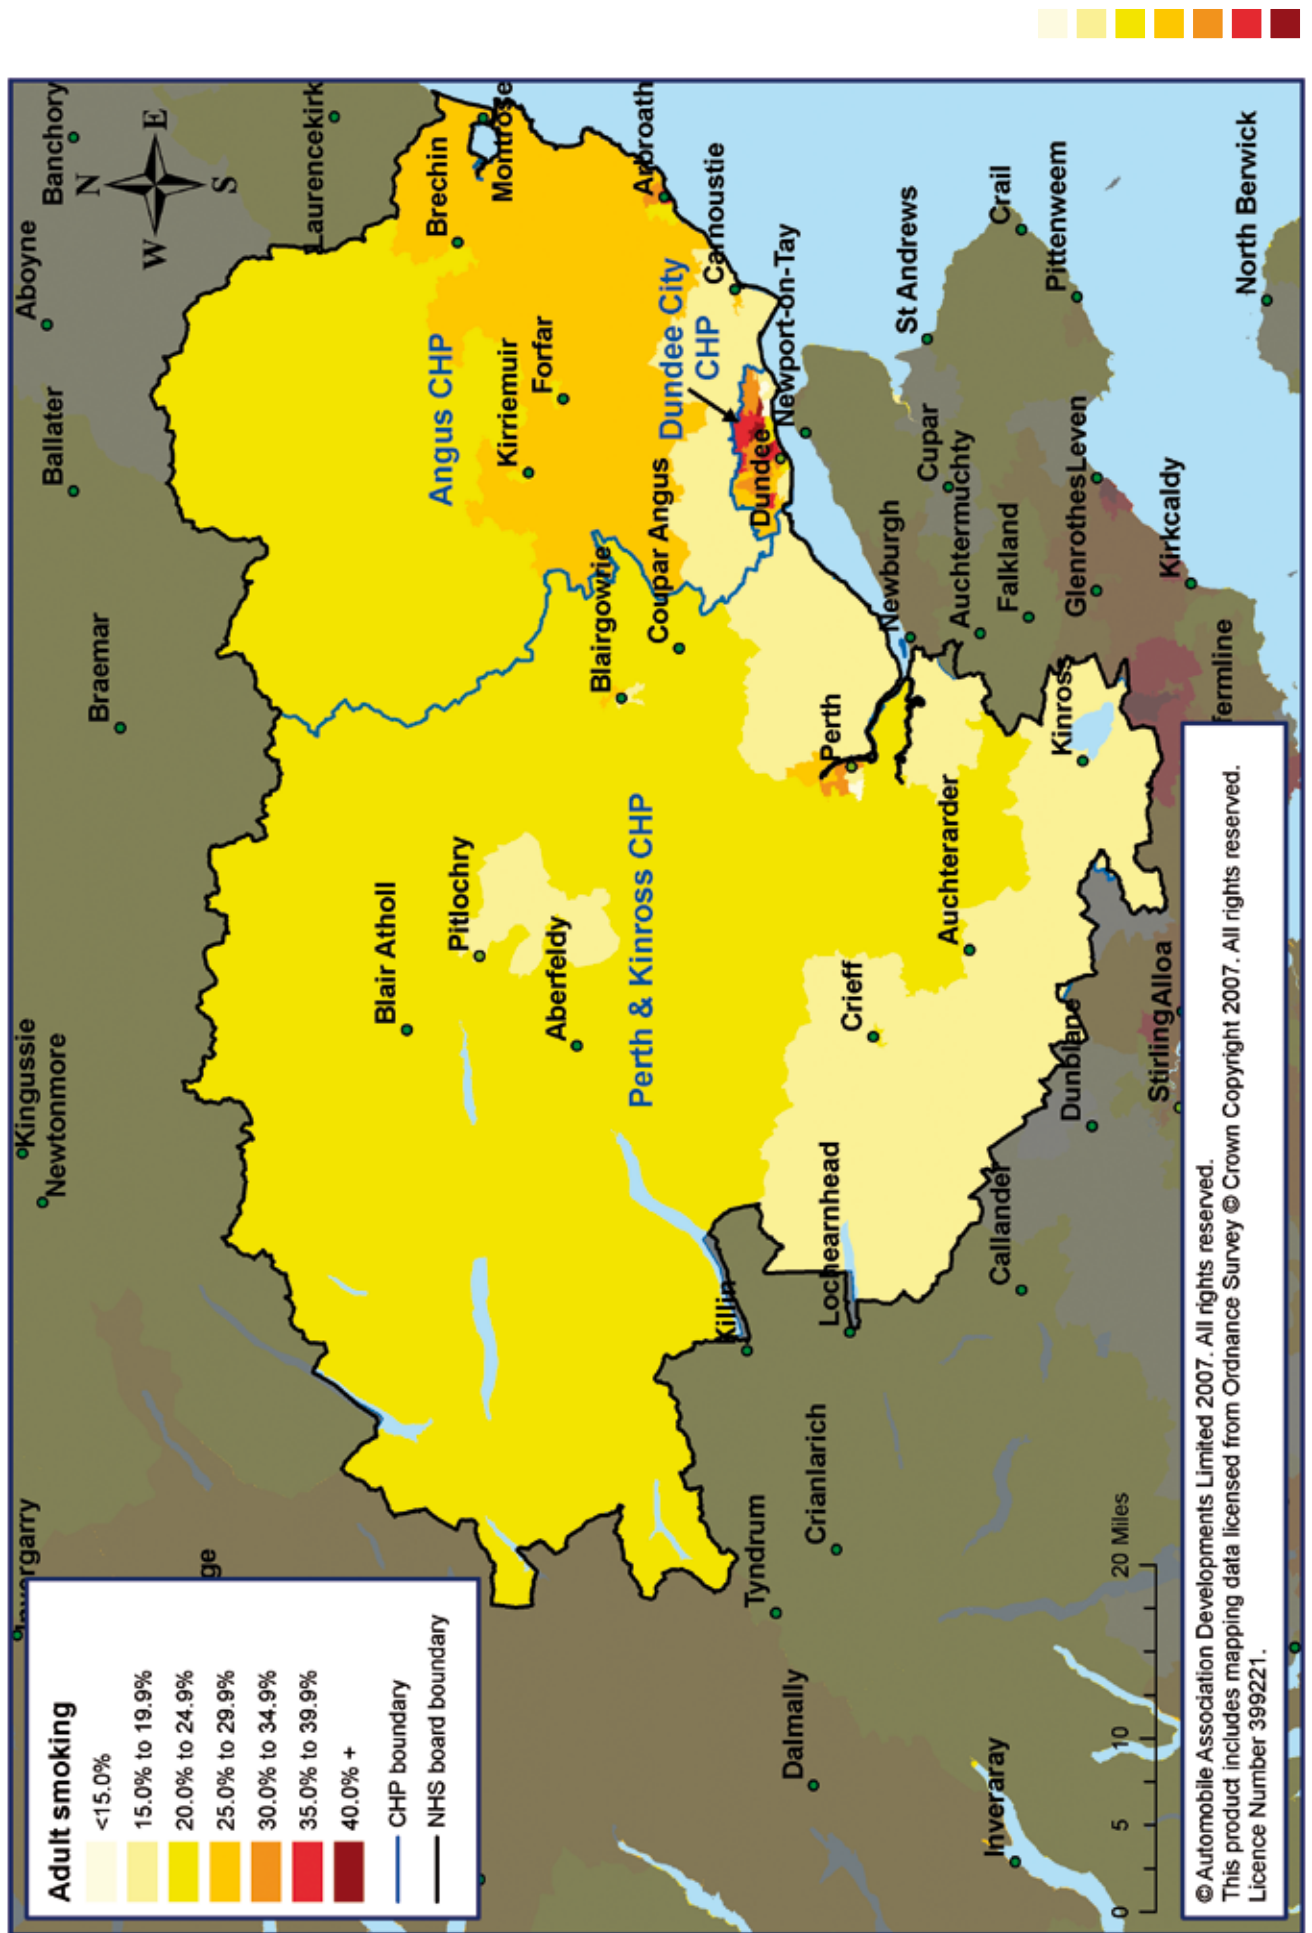 Adult smoking
<15.0%
15.0% to 19.9%
20.0% to 24.9%
25.0% to 29.9%
30.0% to 34.9%
35.0% to 39.9%
40.0% +
CHP boundary
NHS board boundary
Kingussie
Newtonmore
Ballater
Aboyne
Banchory
N
W
E
S
Braemar
Laurencekirk
Blair Atholl
Pitlochry
Aberfeldy
Angus CHP
Kirriemuir
Forfar
Brechin
Montrose
Blairgowrie
Coupar Angus
Perth & Kinross CHP
Dundee City
CHP
Arbroath
Carnoustie
Dundee
Newport-on-Tay
Killin
Lochearnhead
Crieff
Perth
Tyndrum
Crianlarich
Dalmally
Inveraray
Callander
Dunblane
Stirling
Alloa
Auchterarder
Kinross
Newburgh
Auchtermuchty
Cupar
Falkland
Glenrothes
Leven
Kirkcaldy
St Andrews
Crail
Pittenweem
North Berwick
fermline
0
5
10
20 Miles
© Automobile Association Developments Limited 2007. All rights reserved.
This product includes mapping data licensed from Ordnance Survey © Crown Copyright 2007. All rights reserved.
Licence Number 399221.